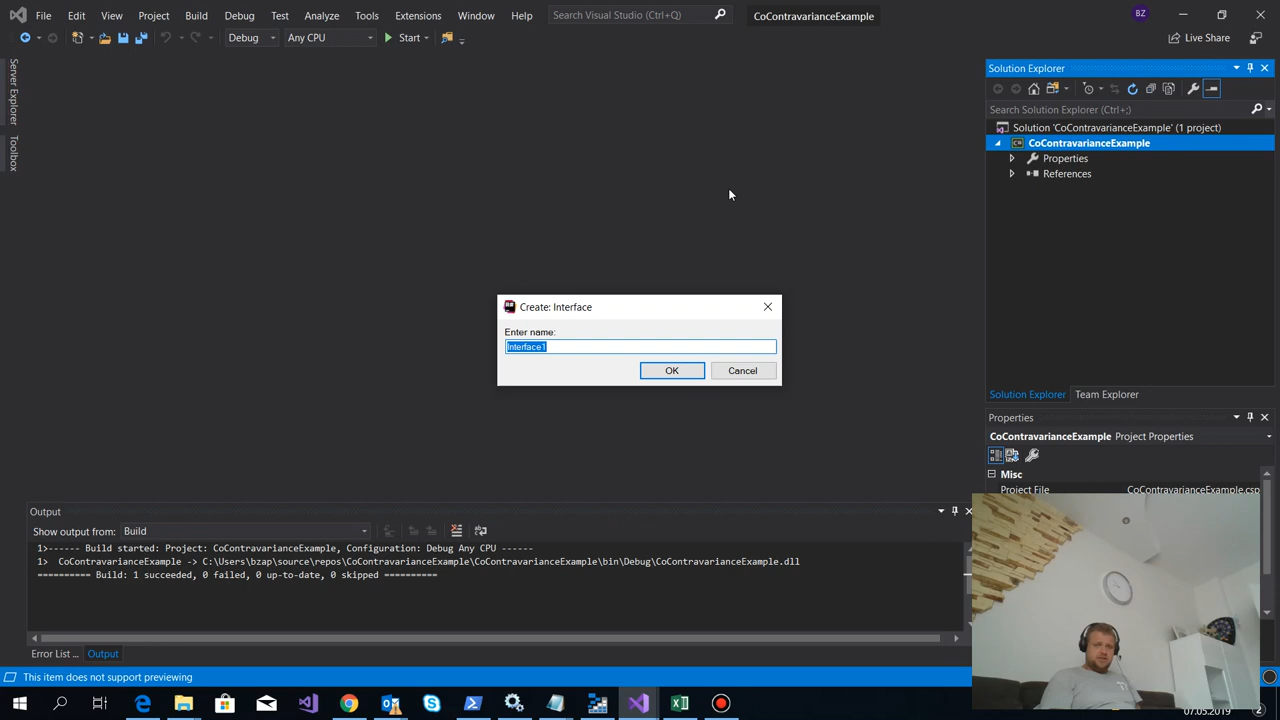 File Edit View Project Build Debug Test Analyze Tools Extensions Window Help Search Visual Studio (Ctrl+Q) CoContravarianceExample BZ
Debug Any CPU Start Live Share
Server Explorer
Toolbox
Solution Explorer
Search Solution Explorer (Ctrl+;)
Solution 'CoContravarianceExample' (1 project)
C# CoContravarianceExample
Properties
References
Create: Interface
Enter name:
Interface1
OK Cancel
Solution Explorer Team Explorer
Properties
CoContravarianceExample Project Properties
Misc
Project File CoContravarianceExample.csp
Output
Show output from: Build
1>------ Build started: Project: CoContravarianceExample, Configuration: Debug Any CPU ------
1> CoContravarianceExample -> C:\Users\bzap\source\repos\CoContravarianceExample\CoContravarianceExample\bin\Debug\CoContravarianceExample.dll
========== Build: 1 succeeded, 0 failed, 0 up-to-date, 0 skipped ==========
Error List ... Output
This item does not support previewing
07.05.2019 2